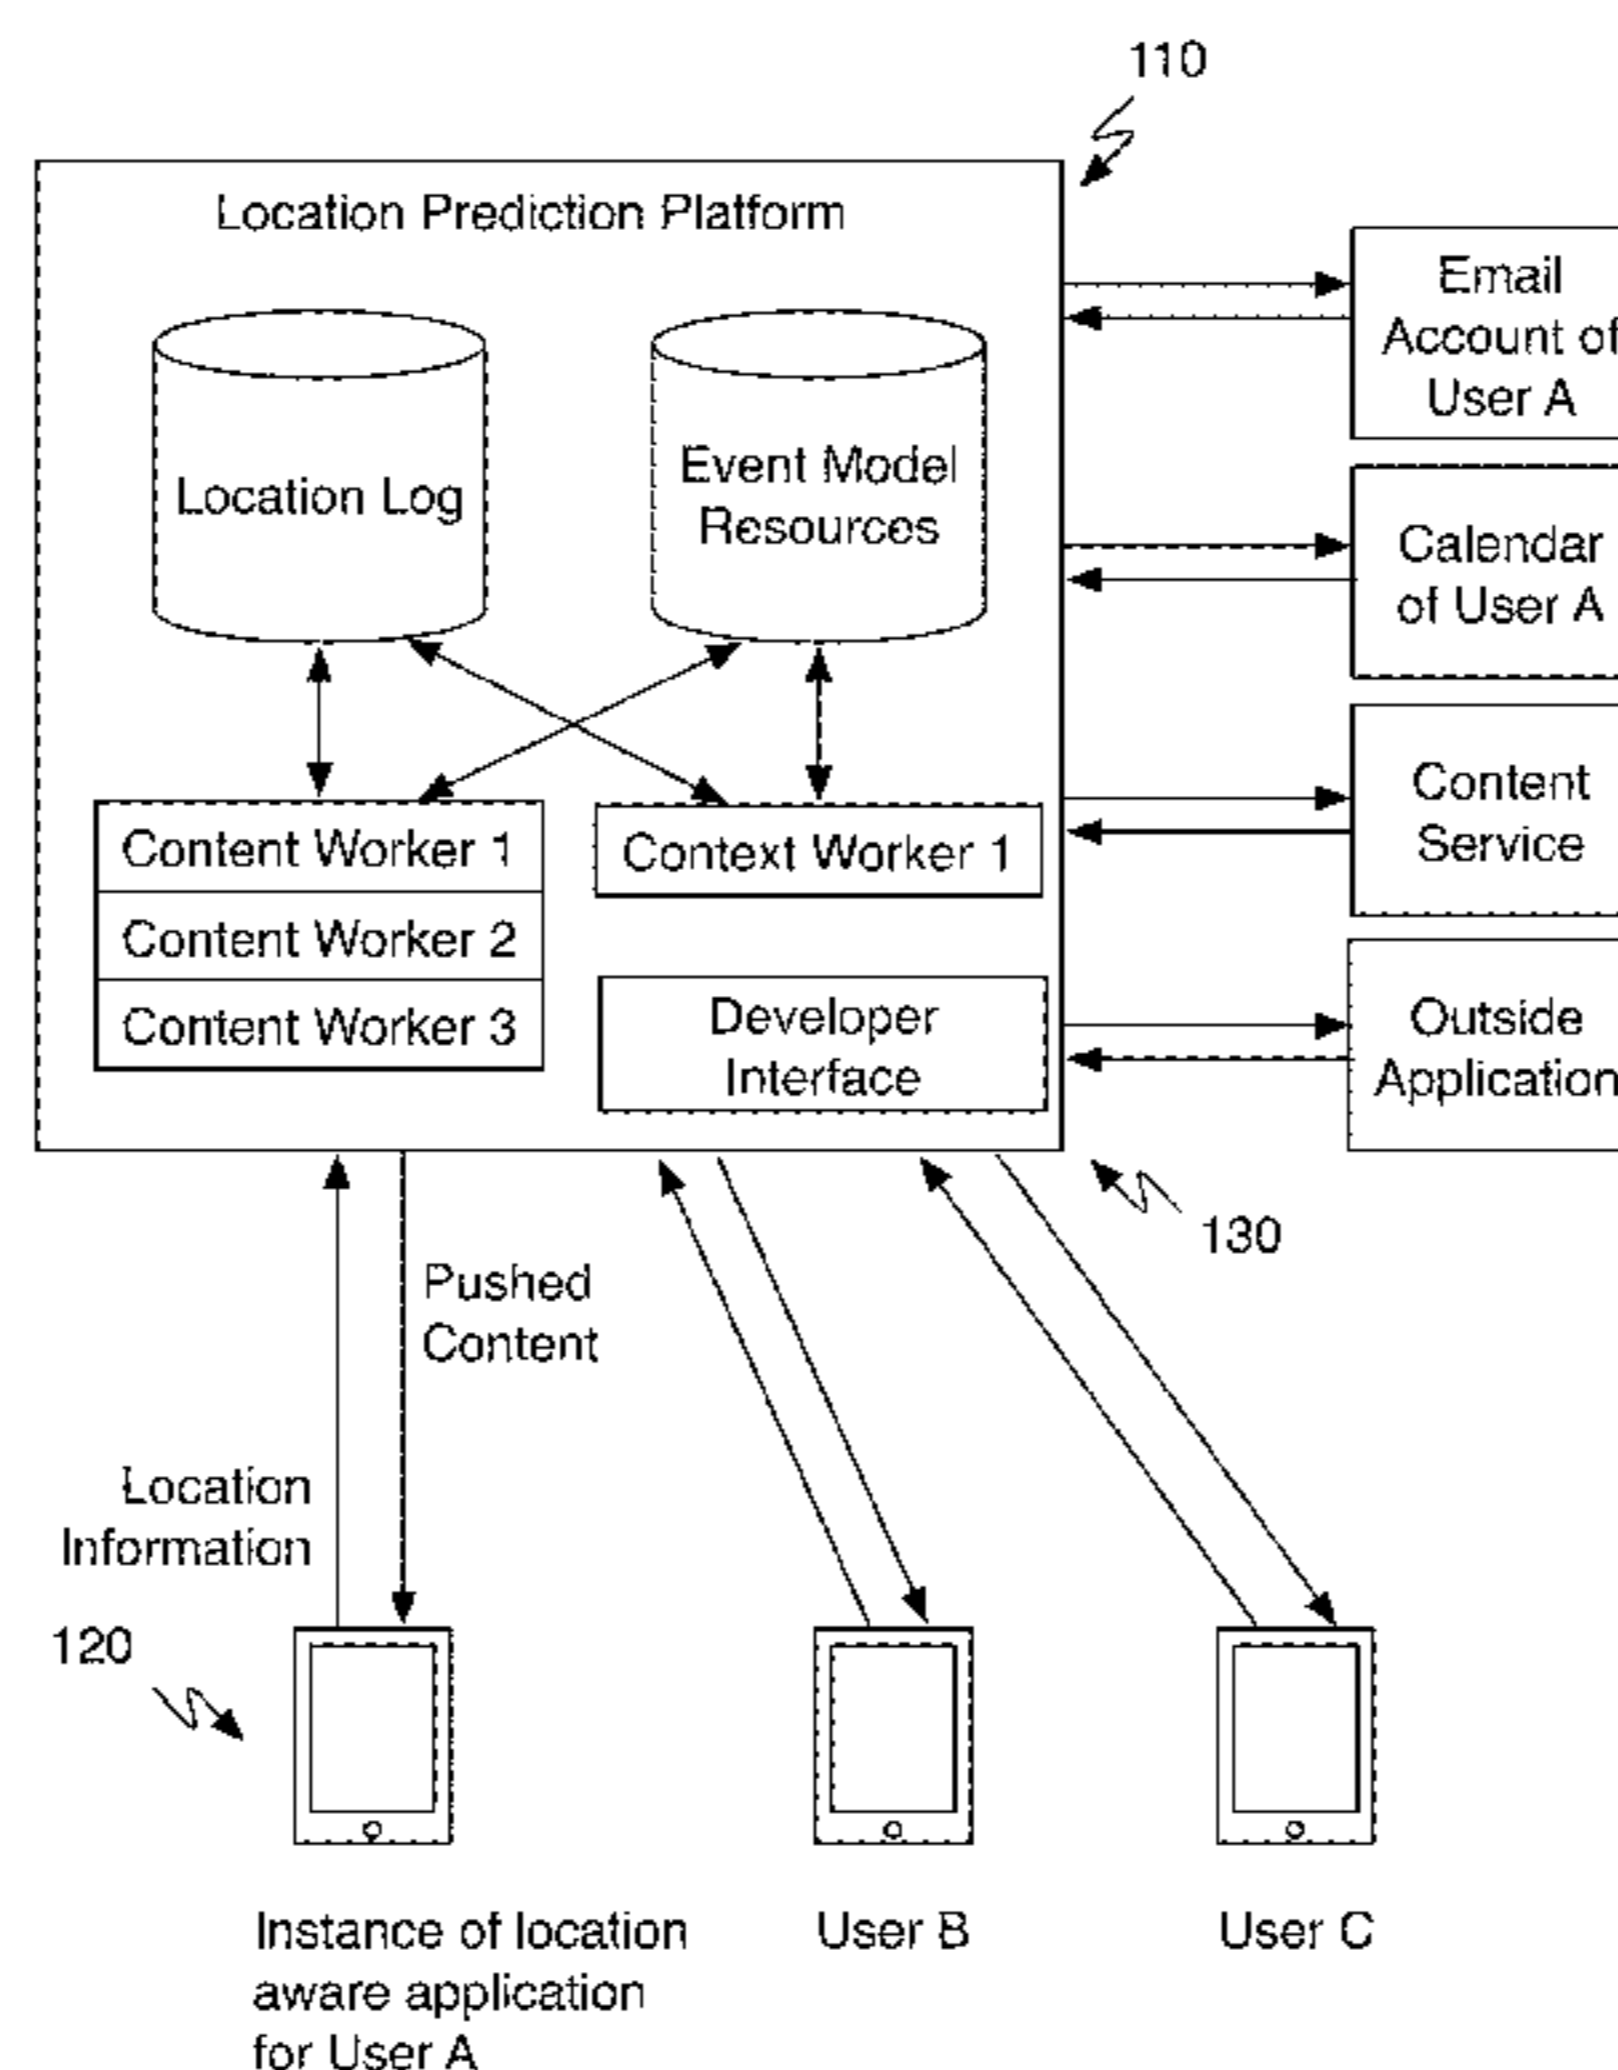 110
Location Prediction Platform
Email
Account of
User A
Location Log
Event Model
Resources
Calendar
of User A
Content
Service
Content Worker 1
Content Worker 2
Content Worker 3
Context Worker 1
Developer
Interface
Outside
Application
130
Pushed
Content
Location
Information
120
Instance of location
aware application
for User A
User B
User C